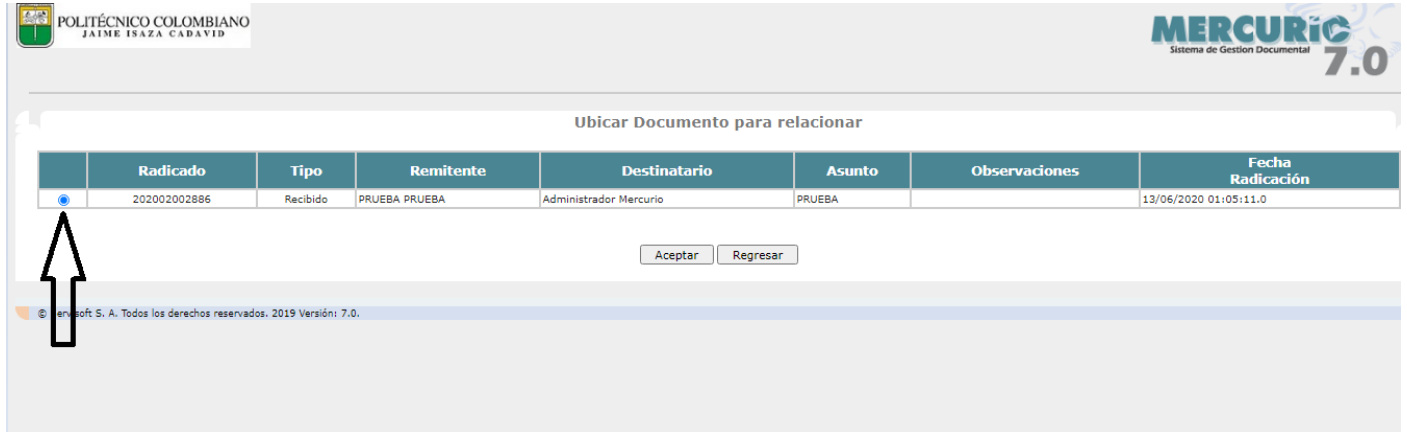 POLITÉCNICO COLOMBIANO
JAIME ISAZA CADAVID
MERCURiO
Sistema de Gestion Documental
7.0
Ubicar Documento para relacionar
Radicado Tipo Remitente Destinatario Asunto Observaciones Fecha
Radicación
202002002886 Recibido PRUEBA PRUEBA Administrador Mercurio PRUEBA 13/06/2020 01:05:11.0
Aceptar Regresar
© S. A. Todos los derechos reservados. 2019 Versión: 7.0.